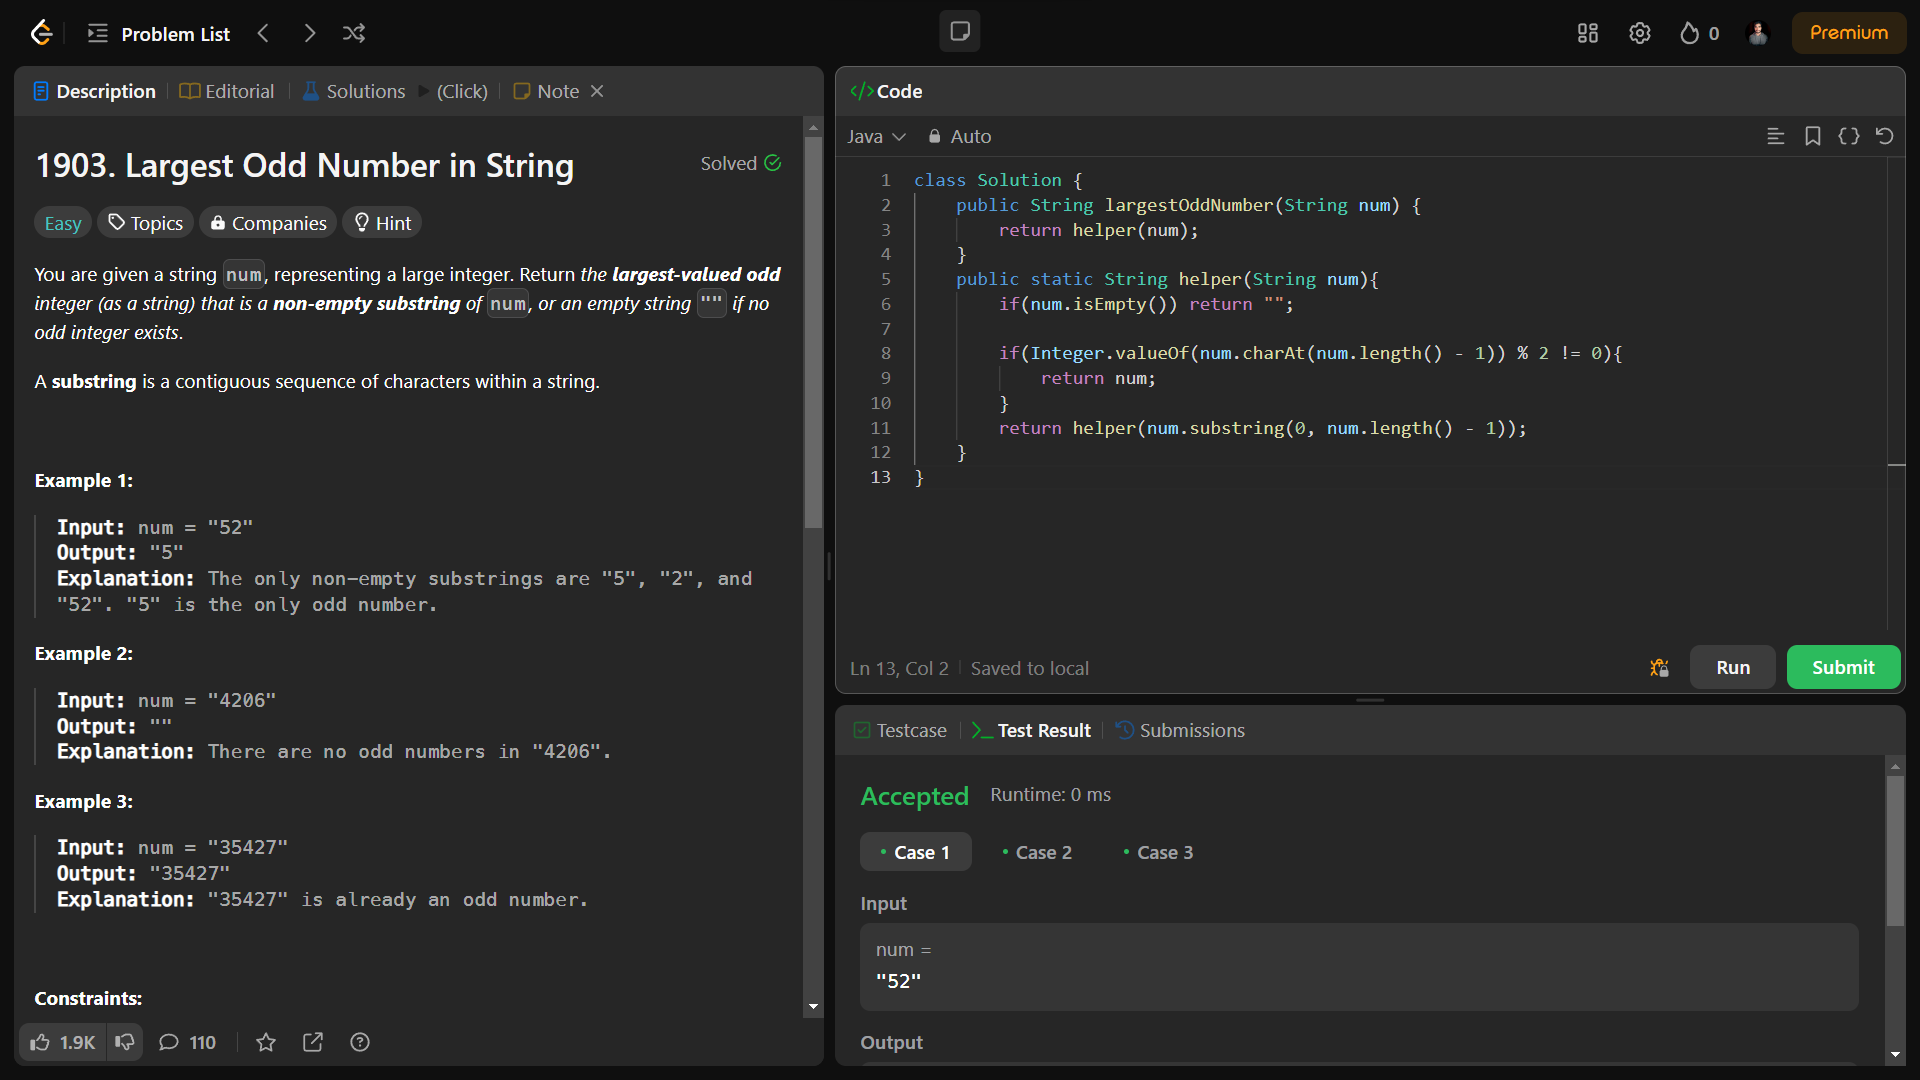 Problem List
0
Premium
Description
Editorial
Solutions
(Click)
Note
1903. Largest Odd Number in String
Solved
Easy
Topics
Companies
Hint
You are given a string num, representing a large integer. Return the largest-valued odd
integer (as a string) that is a non-empty substring of num, or an empty string "" if no
odd integer exists.
A substring is a contiguous sequence of characters within a string.
Example 1:
Input: num = "52"
Output: "5"
Explanation: The only non-empty substrings are "5", "2", and
"52". "5" is the only odd number.
Example 2:
Input: num = "4206"
Output: ""
Explanation: There are no odd numbers in "4206".
Example 3:
Input: num = "35427"
Output: "35427"
Explanation: "35427" is already an odd number.
Constraints:
1.9K
110
</>Code
Java
Auto
1 class Solution {
2     public String largestOddNumber(String num) {
3         return helper(num);
4     }
5     public static String helper(String num){
6         if(num.isEmpty()) return "";
7
8         if(Integer.valueOf(num.charAt(num.length() - 1)) % 2 != 0){
9             return num;
10         }
11         return helper(num.substring(0, num.length() - 1));
12     }
13 }
Ln 13, Col 2
Saved to local
Run
Submit
Testcase
Test Result
Submissions
Accepted
Runtime: 0 ms
Case 1
Case 2
Case 3
Input
num =
"52"
Output